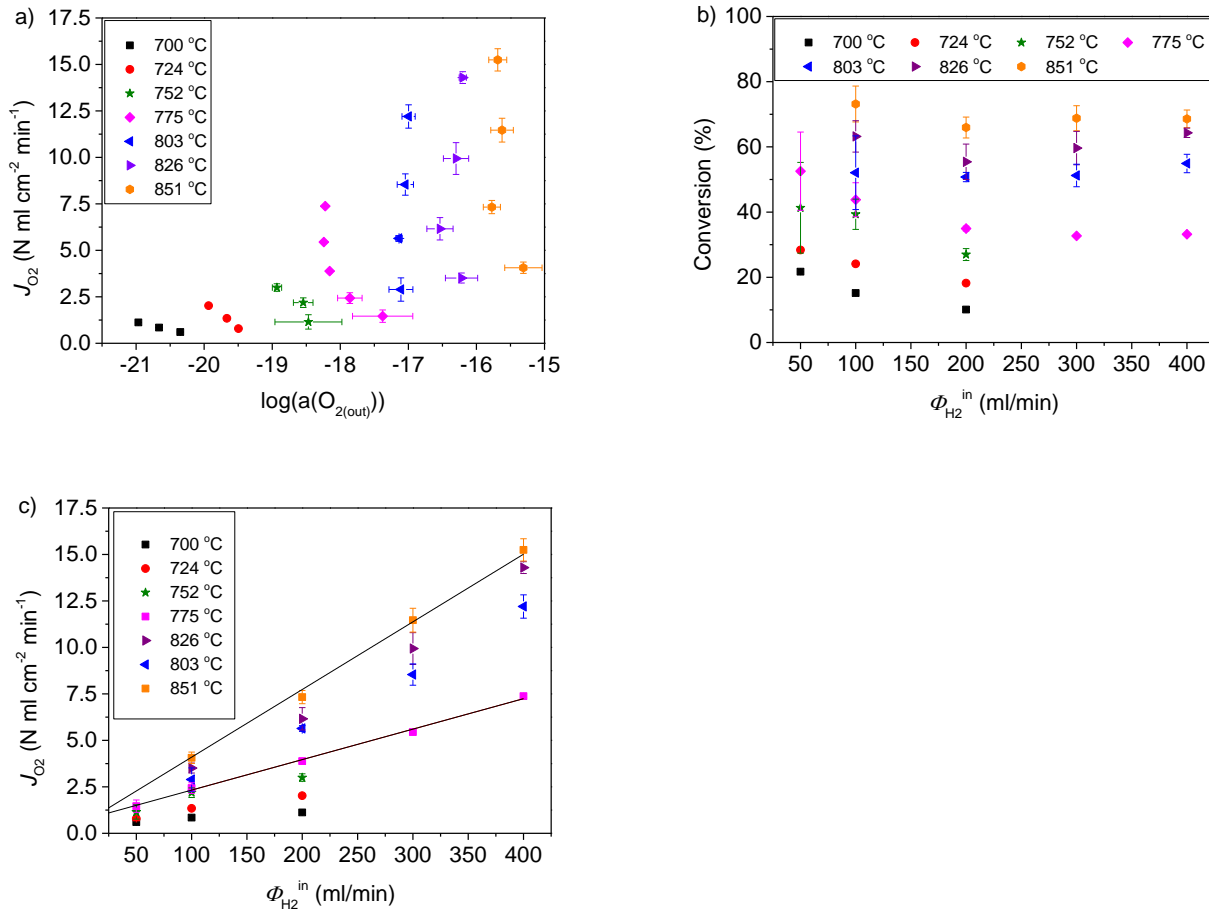 a)
17.5
15.0
12.5
10.0
7.5
5.0
2.5
0.0
J_O2 (N ml cm⁻² min⁻¹)
700 °C
724 °C
752 °C
775 °C
803 °C
826 °C
851 °C
-21 -20 -19 -18 -17 -16 -15
log(a(O₂₍out₎))
b)
100
80
60
40
20
0
Conversion (%)
700 °C 724 °C 752 °C 775 °C
803 °C 826 °C 851 °C
50 100 150 200 250 300 350 400
Φ_H2^in (ml/min)
c)
17.5
15.0
12.5
10.0
7.5
5.0
2.5
0.0
J_O2 (N ml cm⁻² min⁻¹)
700 °C
724 °C
752 °C
775 °C
826 °C
803 °C
851 °C
50 100 150 200 250 300 350 400
Φ_H2^in (ml/min)